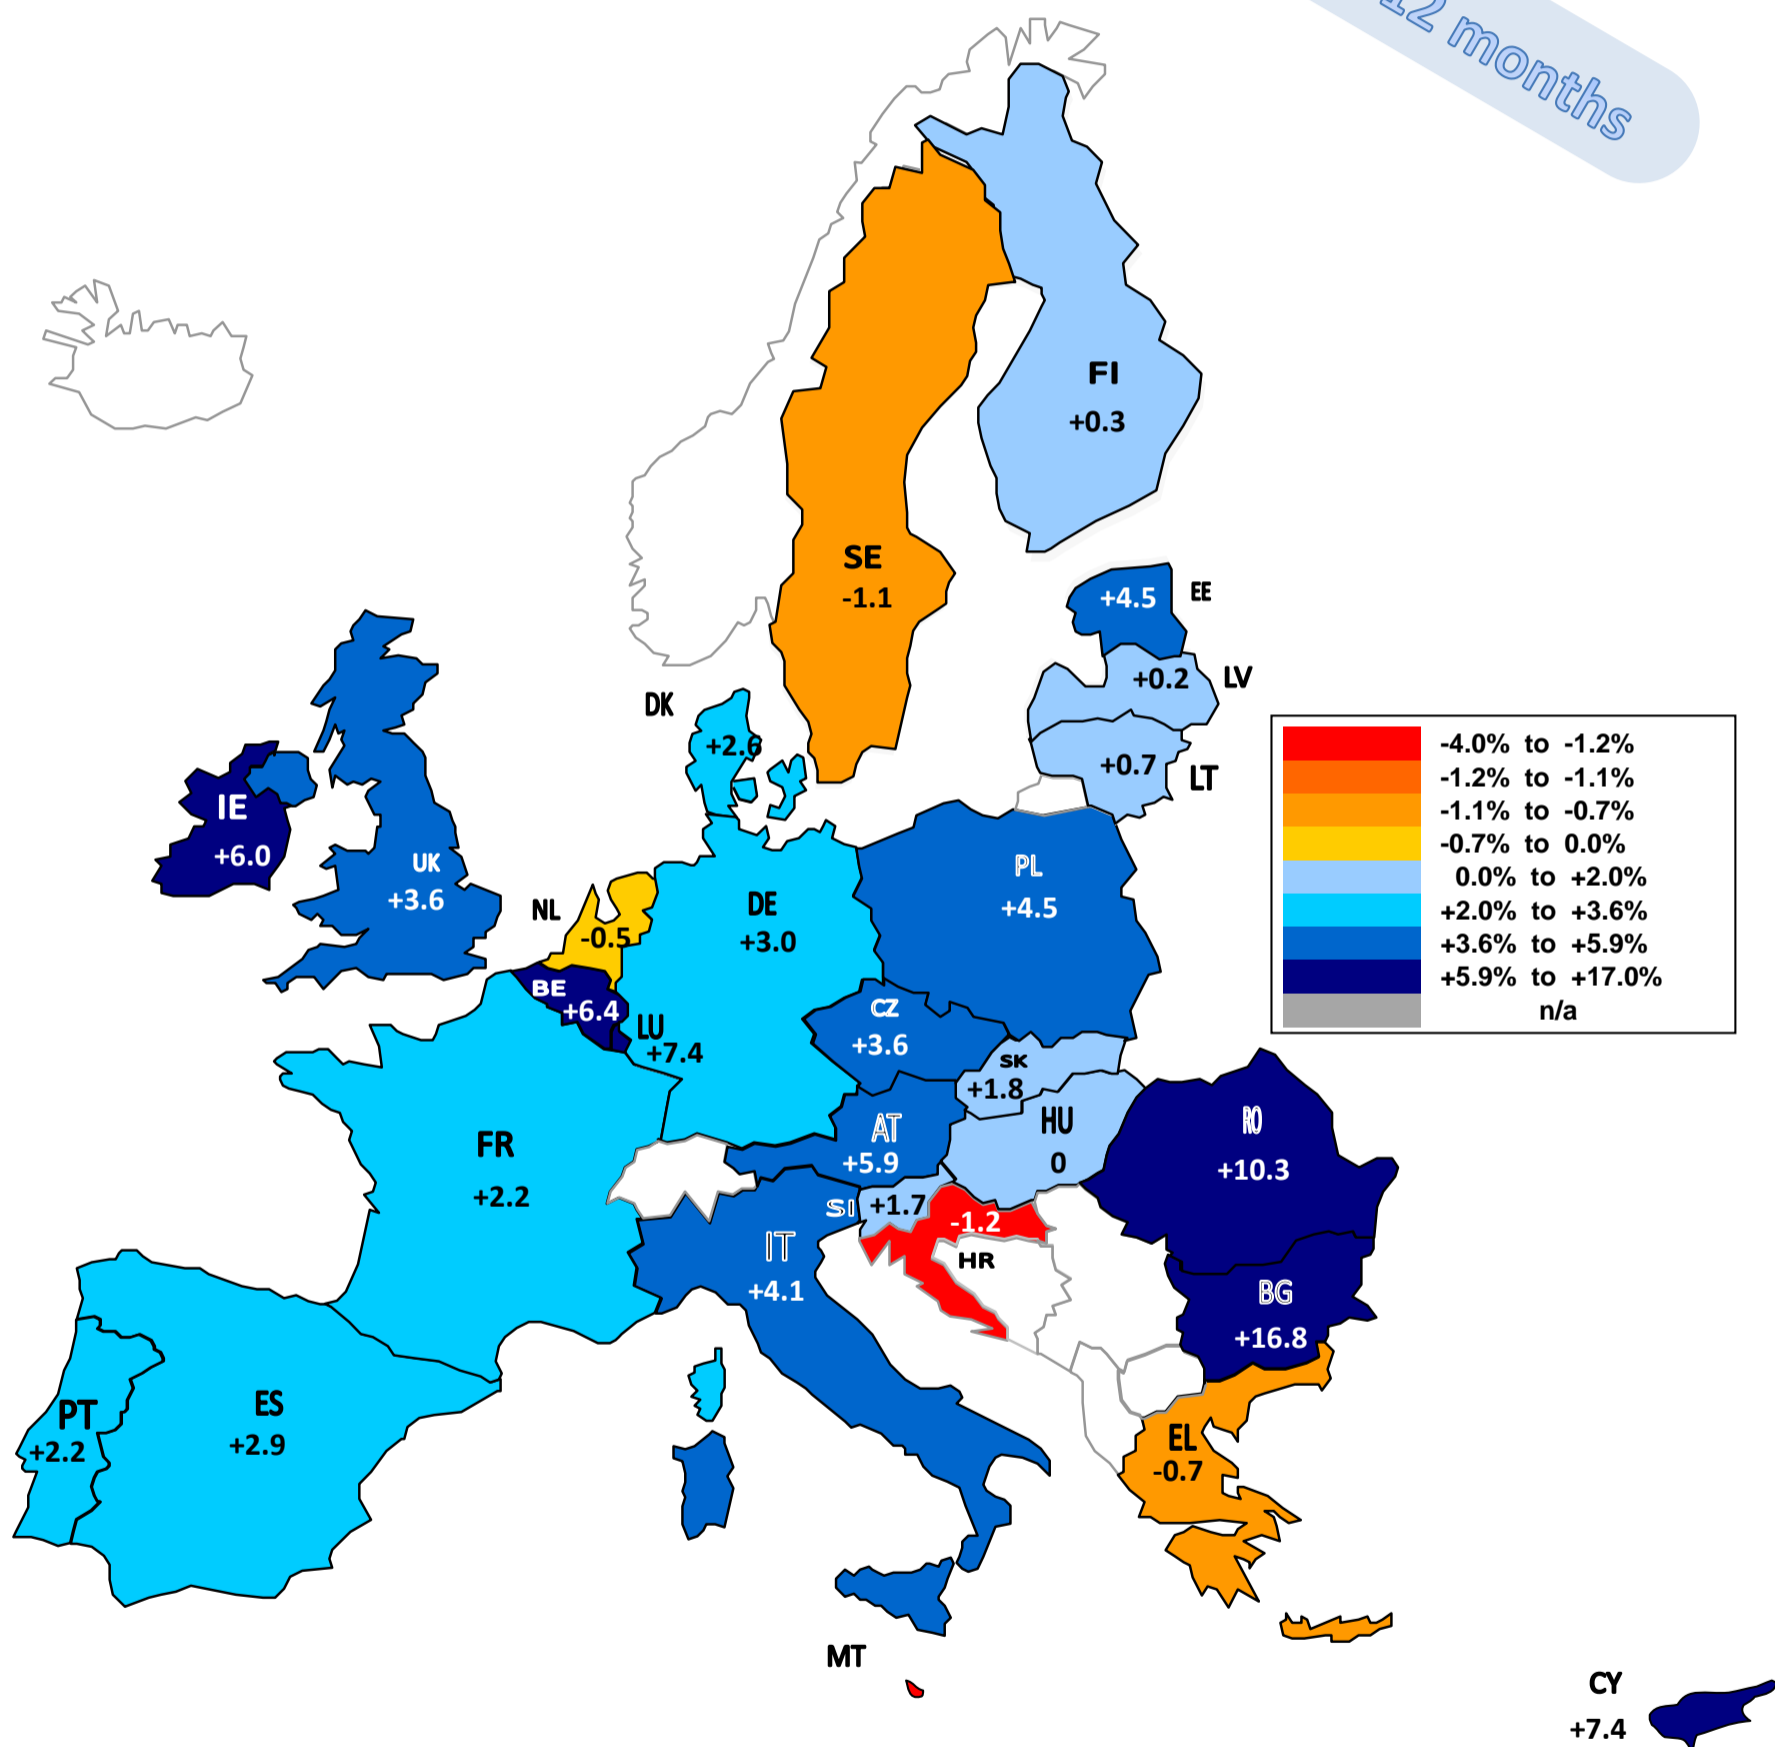 12 months
FI
+0.3
SE
-1.1
+4.5
EE
+0.2
LV
DK
+2.6
+0.7
LT
-4.0% to -1.2%
-1.2% to -1.1%
-1.1% to -0.7%
-0.7% to 0.0%
0.0% to +2.0%
+2.0% to +3.6%
+3.6% to +5.9%
+5.9% to +17.0%
n/a
IE
+6.0
UK
+3.6
NL
-0.5
DE
+3.0
PL
+4.5
BE
+6.4
LU
+7.4
CZ
+3.6
SK
+1.8
AT
+5.9
HU
0
RO
+10.3
FR
+2.2
SI
+1.7
-1.2
HR
IT
+4.1
BG
+16.8
PT
+2.2
ES
+2.9
EL
-0.7
MT
CY
+7.4